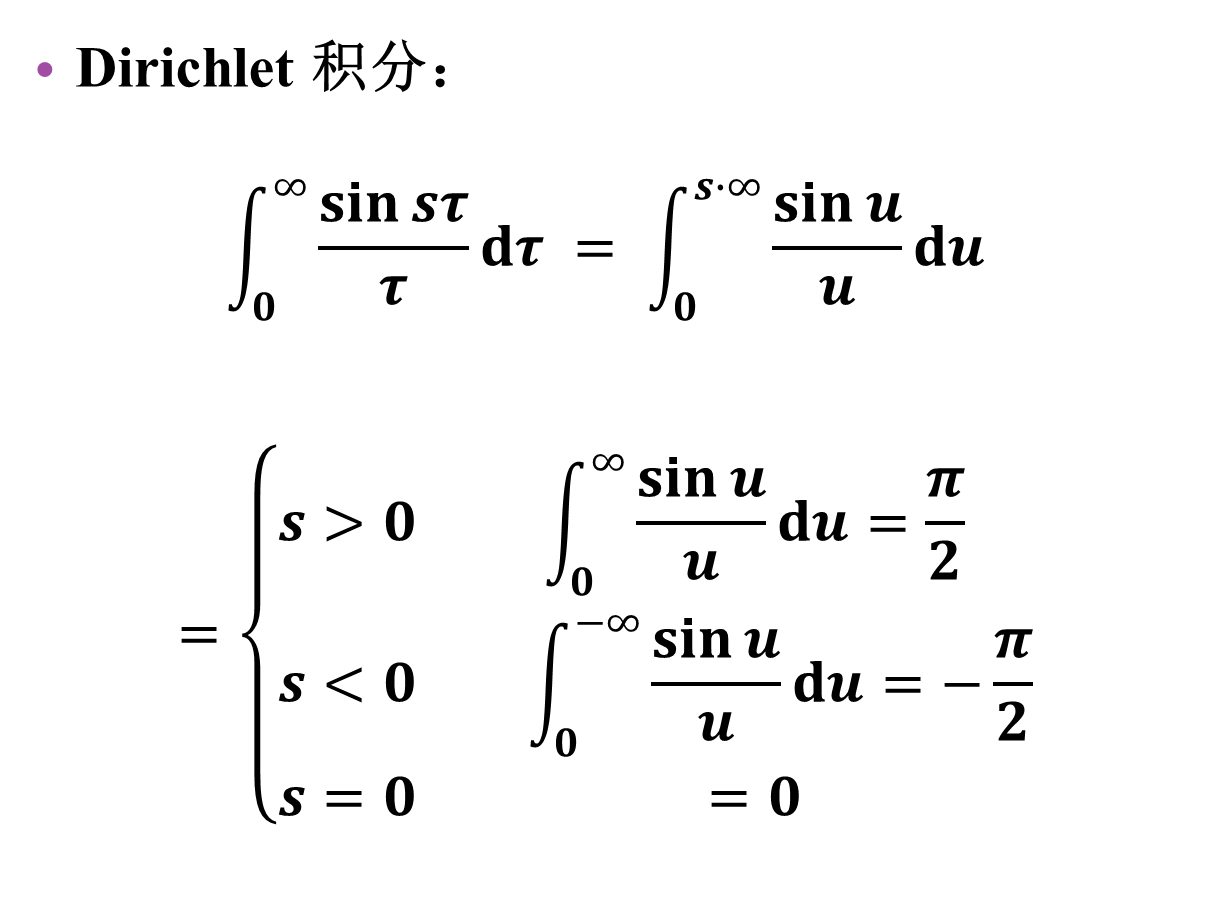 • Dirichlet 积分：
∫₀^∞ (sin sτ)/τ dτ = ∫₀^{s·∞} (sin u)/u du
= { s > 0 ∫₀^∞ (sin u)/u du = π/2
s < 0 ∫₀^{−∞} (sin u)/u du = −π/2
s = 0 = 0